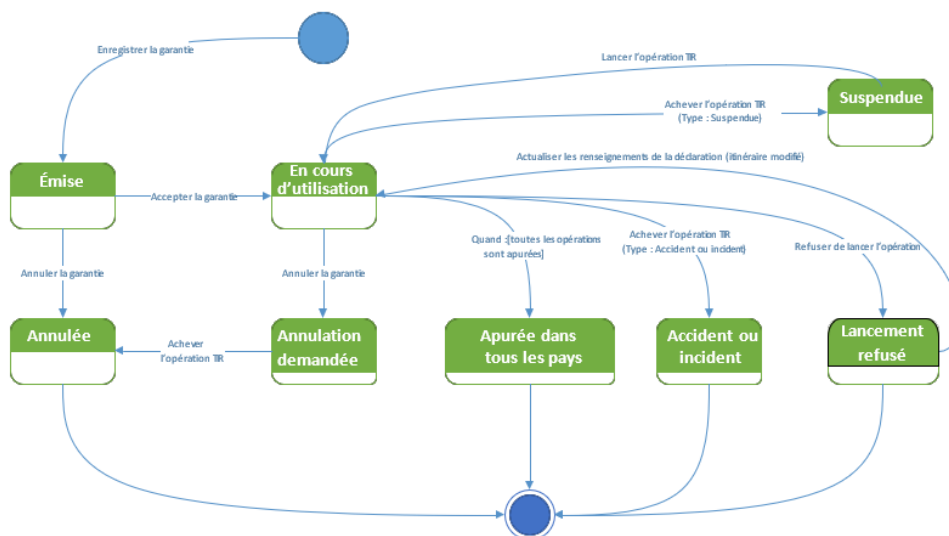 Enregistrer la garantie
Lancer l’opération TIR
Suspendue
Achever l’opération TIR
(Type : Suspendue)
Actualiser les renseignements de la déclaration (itinéraire modifié)
Émise
En cours
d’utilisation
Accepter la garantie
Quand :[toutes les opérations
sont apurées]
Achever l’opération TIR
(Type : Accident ou incident)
Refuser de lancer l’opération
Annuler la garantie
Annuler la garantie
Annulée
Achever
l’opération TIR
Annulation
demandée
Apurée dans
tous les pays
Accident ou
incident
Lancement
refusé